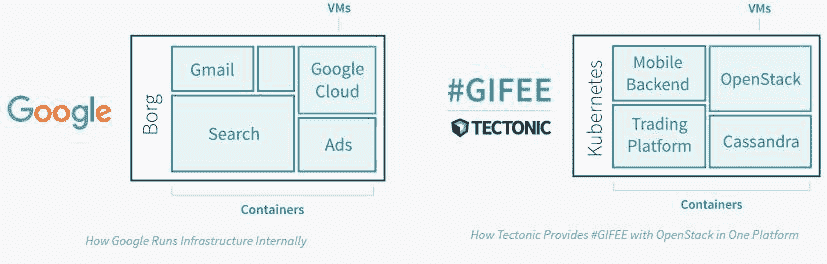 VMs
Google
Borg
Gmail
Google
Cloud
Search
Ads
Containers
How Google Runs Infrastructure Internally
VMs
#GIFEE
TECTONIC
Kubernetes
Mobile
Backend
OpenStack
Trading
Platform
Cassandra
Containers
How Tectonic Provides #GIFEE with OpenStack in One Platform